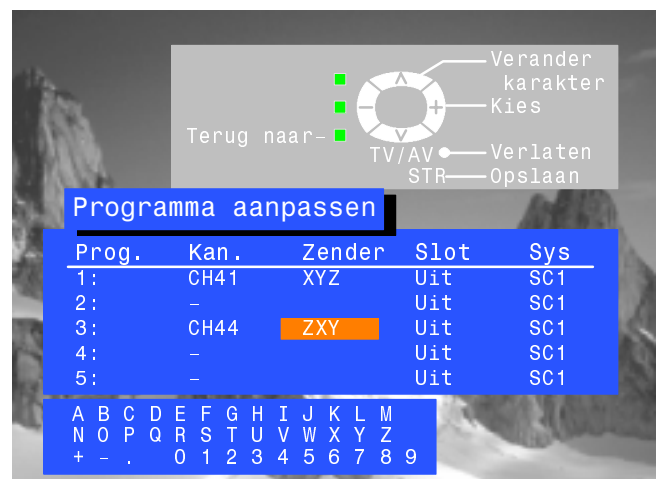 Verander
karakter
Kies
Terug naar
TV/AV Verlaten
STR Opslaan
Programma aanpassen
Prog. Kan. Zender Slot Sys
1: CH41 XYZ Uit SC1
2: – Uit SC1
3: CH44 ZXY Uit SC1
4: – Uit SC1
5: – Uit SC1
A B C D E F G H I J K L M
N O P Q R S T U V W X Y Z
+ – . 0 1 2 3 4 5 6 7 8 9